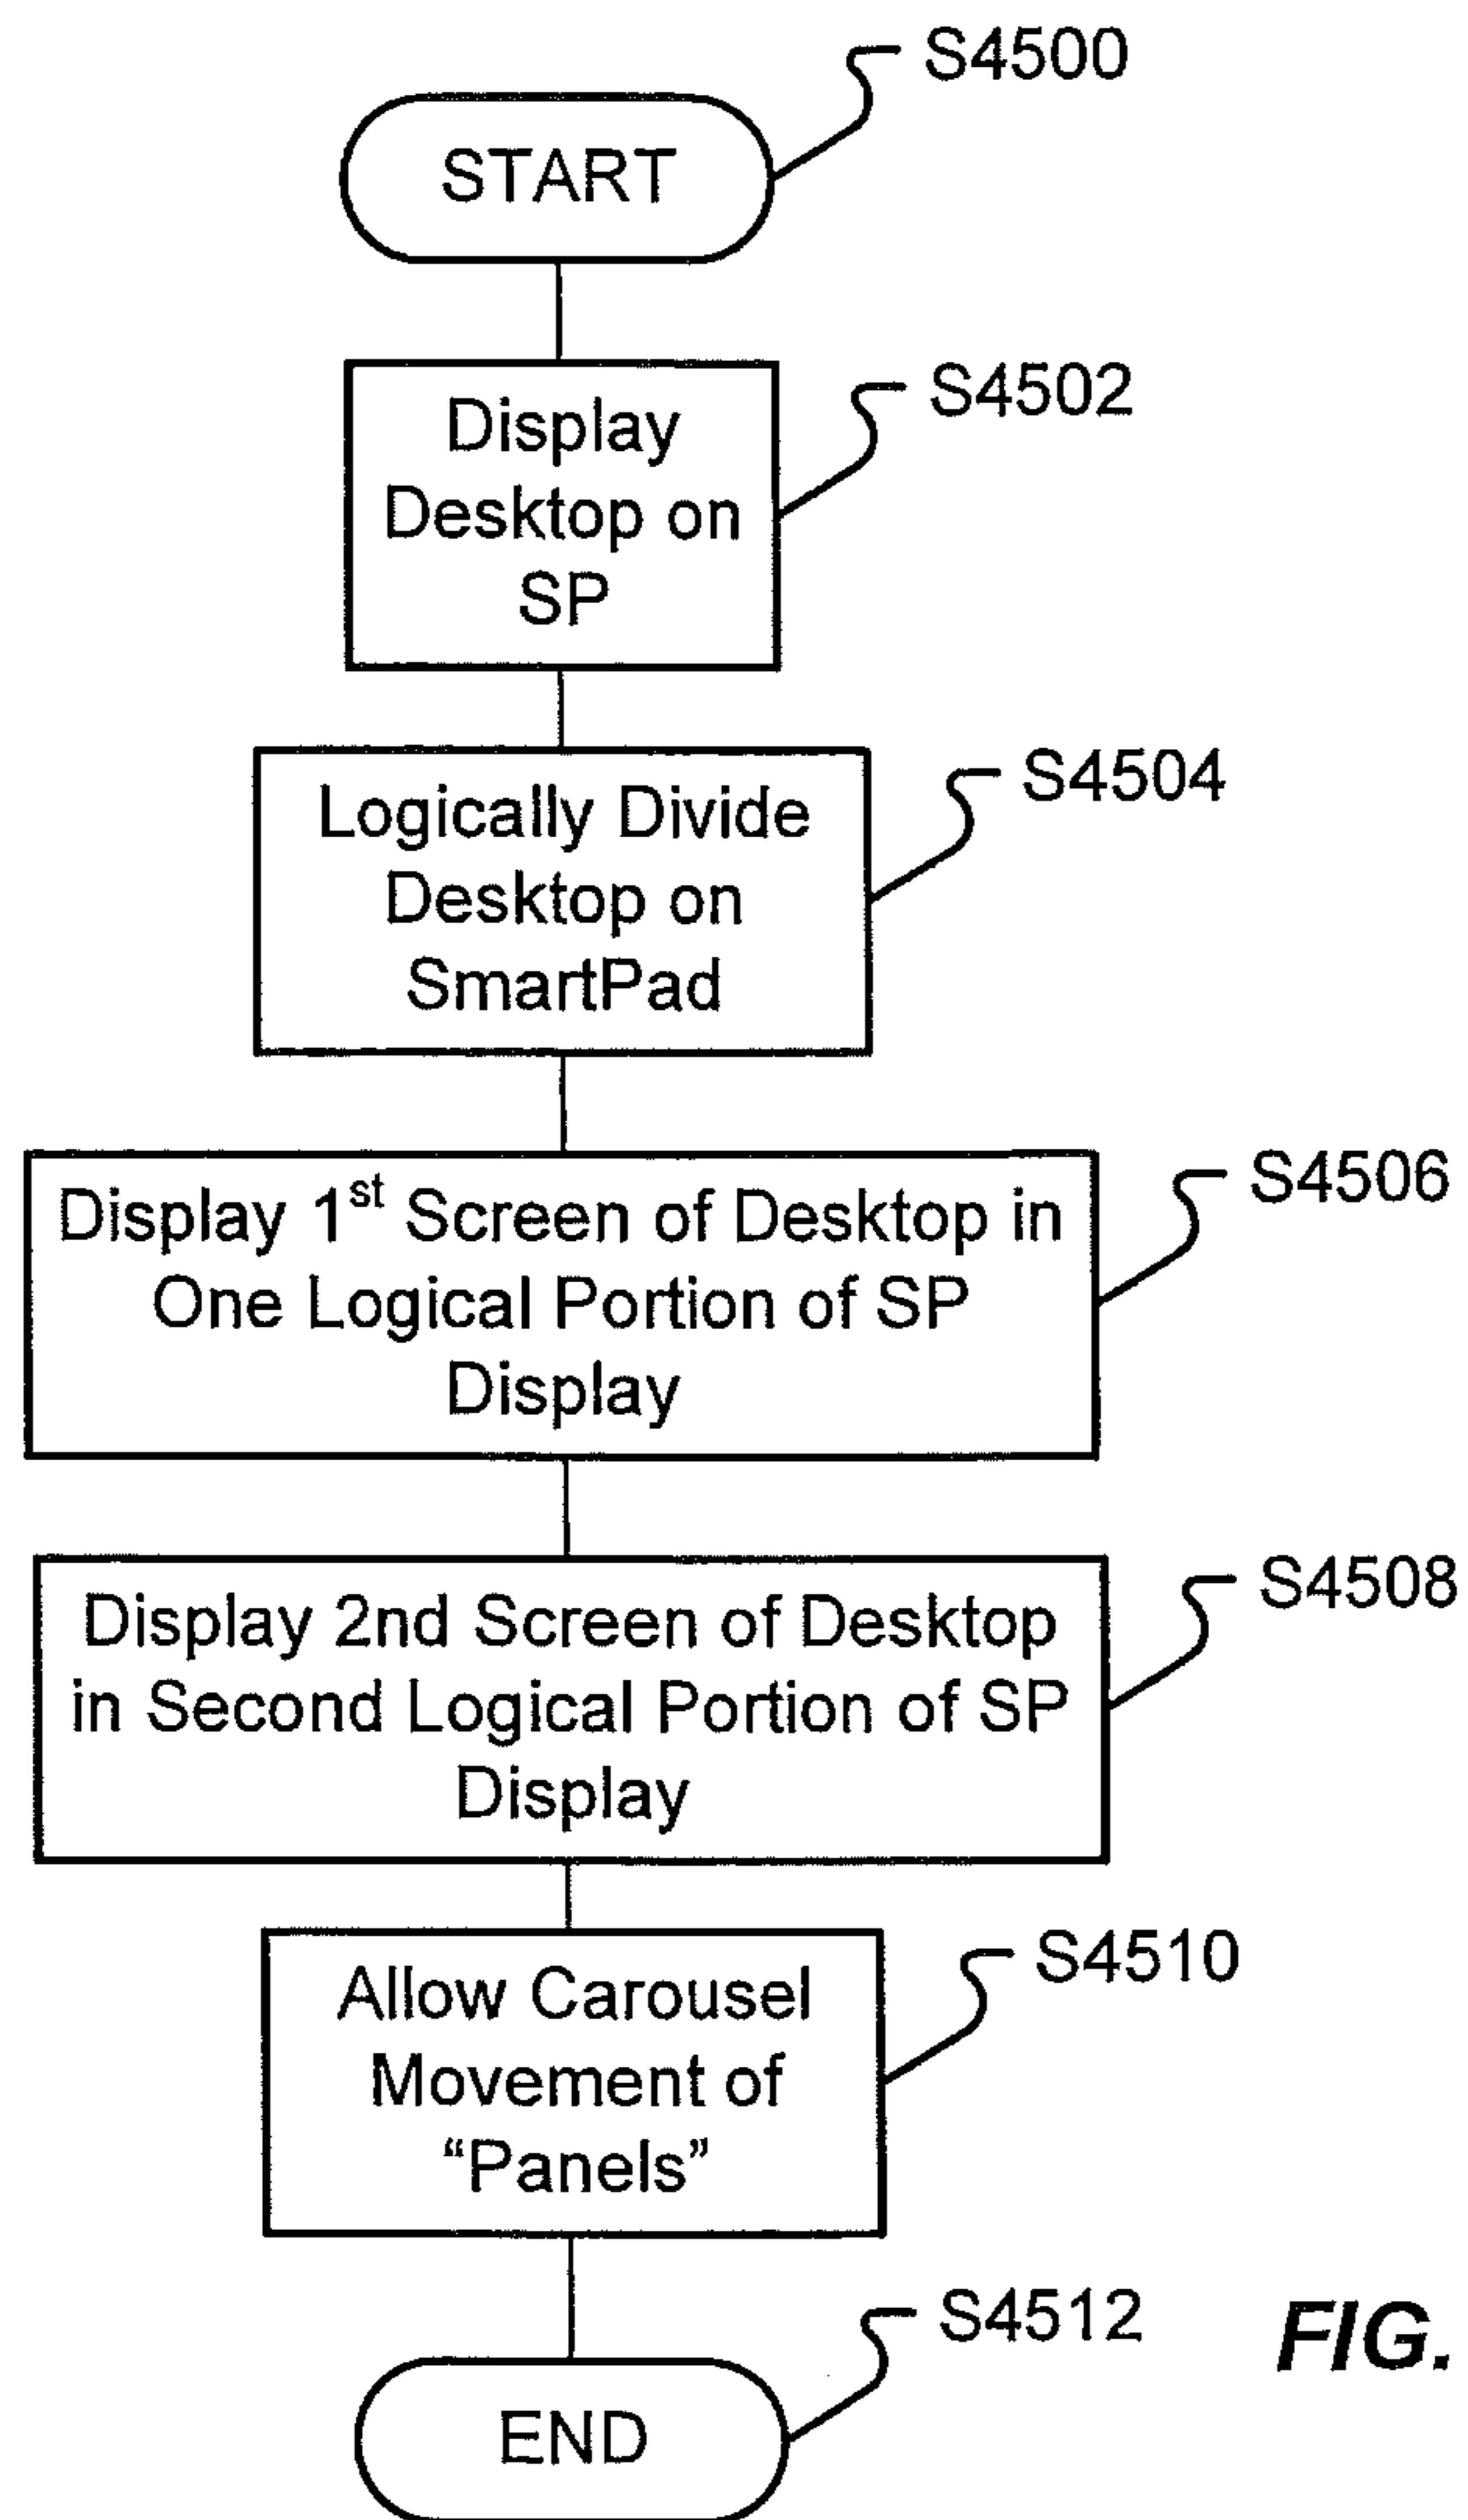 S4500
START
S4502
Display
Desktop on
SP
S4504
Logically Divide
Desktop on
SmartPad
S4506
Display 1st Screen of Desktop in
One Logical Portion of SP
Display
S4508
Display 2nd Screen of Desktop
in Second Logical Portion of SP
Display
S4510
Allow Carousel
Movement of
“Panels”
S4512
FIG.
END